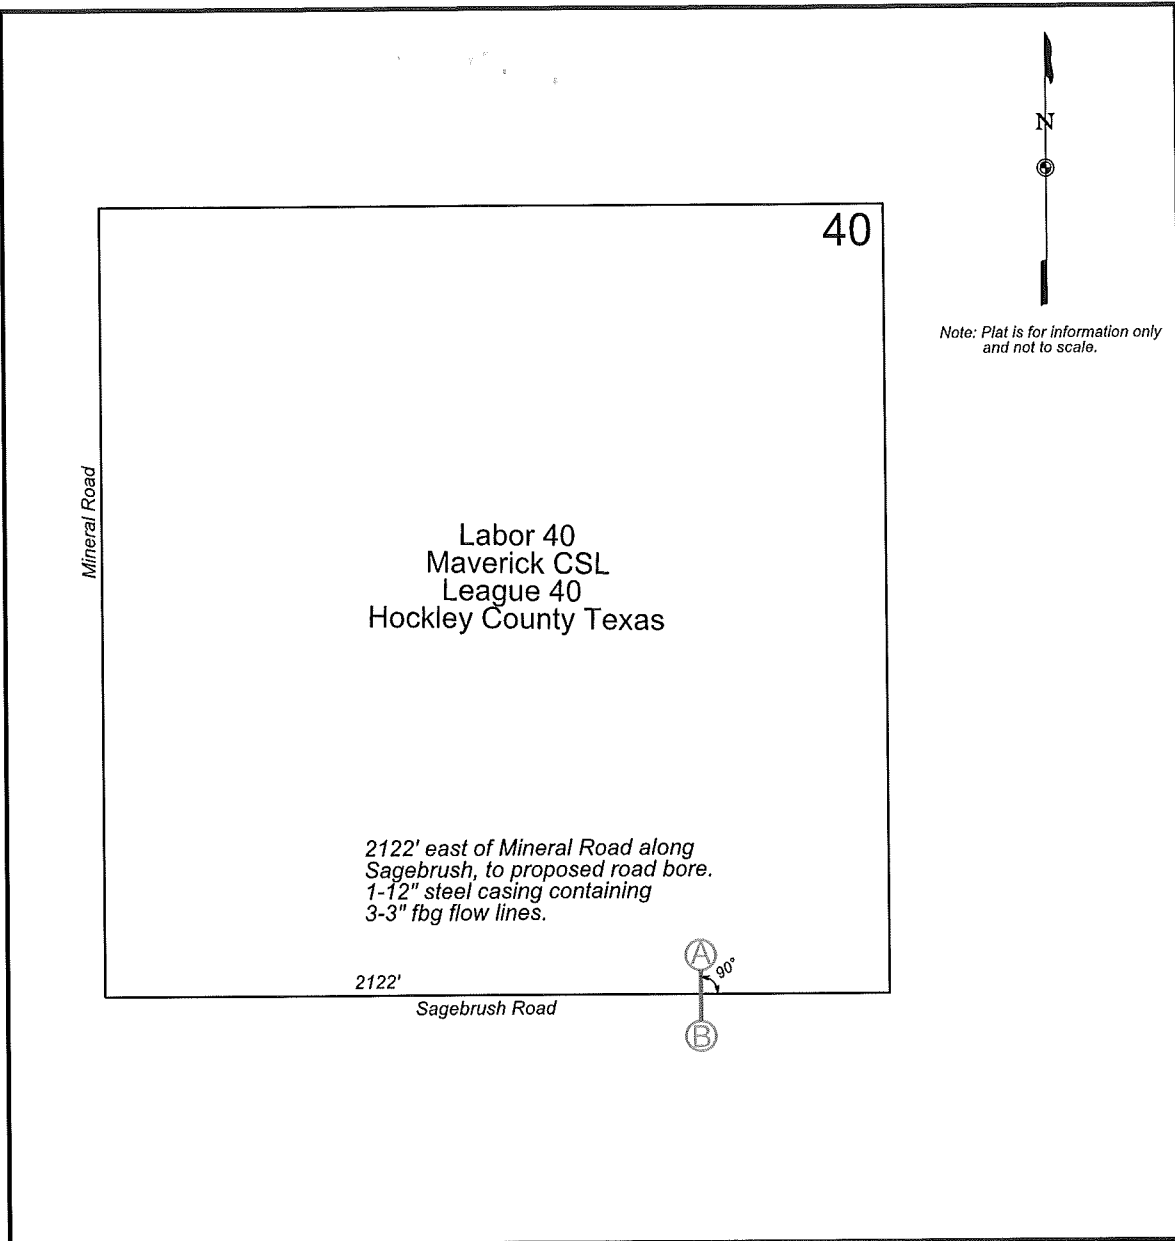 N
40
Note: Plat is for information only
and not to scale.
Mineral Road
Labor 40
Maverick CSL
League 40
Hockley County Texas
2122' east of Mineral Road along
Sagebrush, to proposed road bore.
1-12" steel casing containing
3-3" fbg flow lines.
A
90°
2122'
Sagebrush Road
B